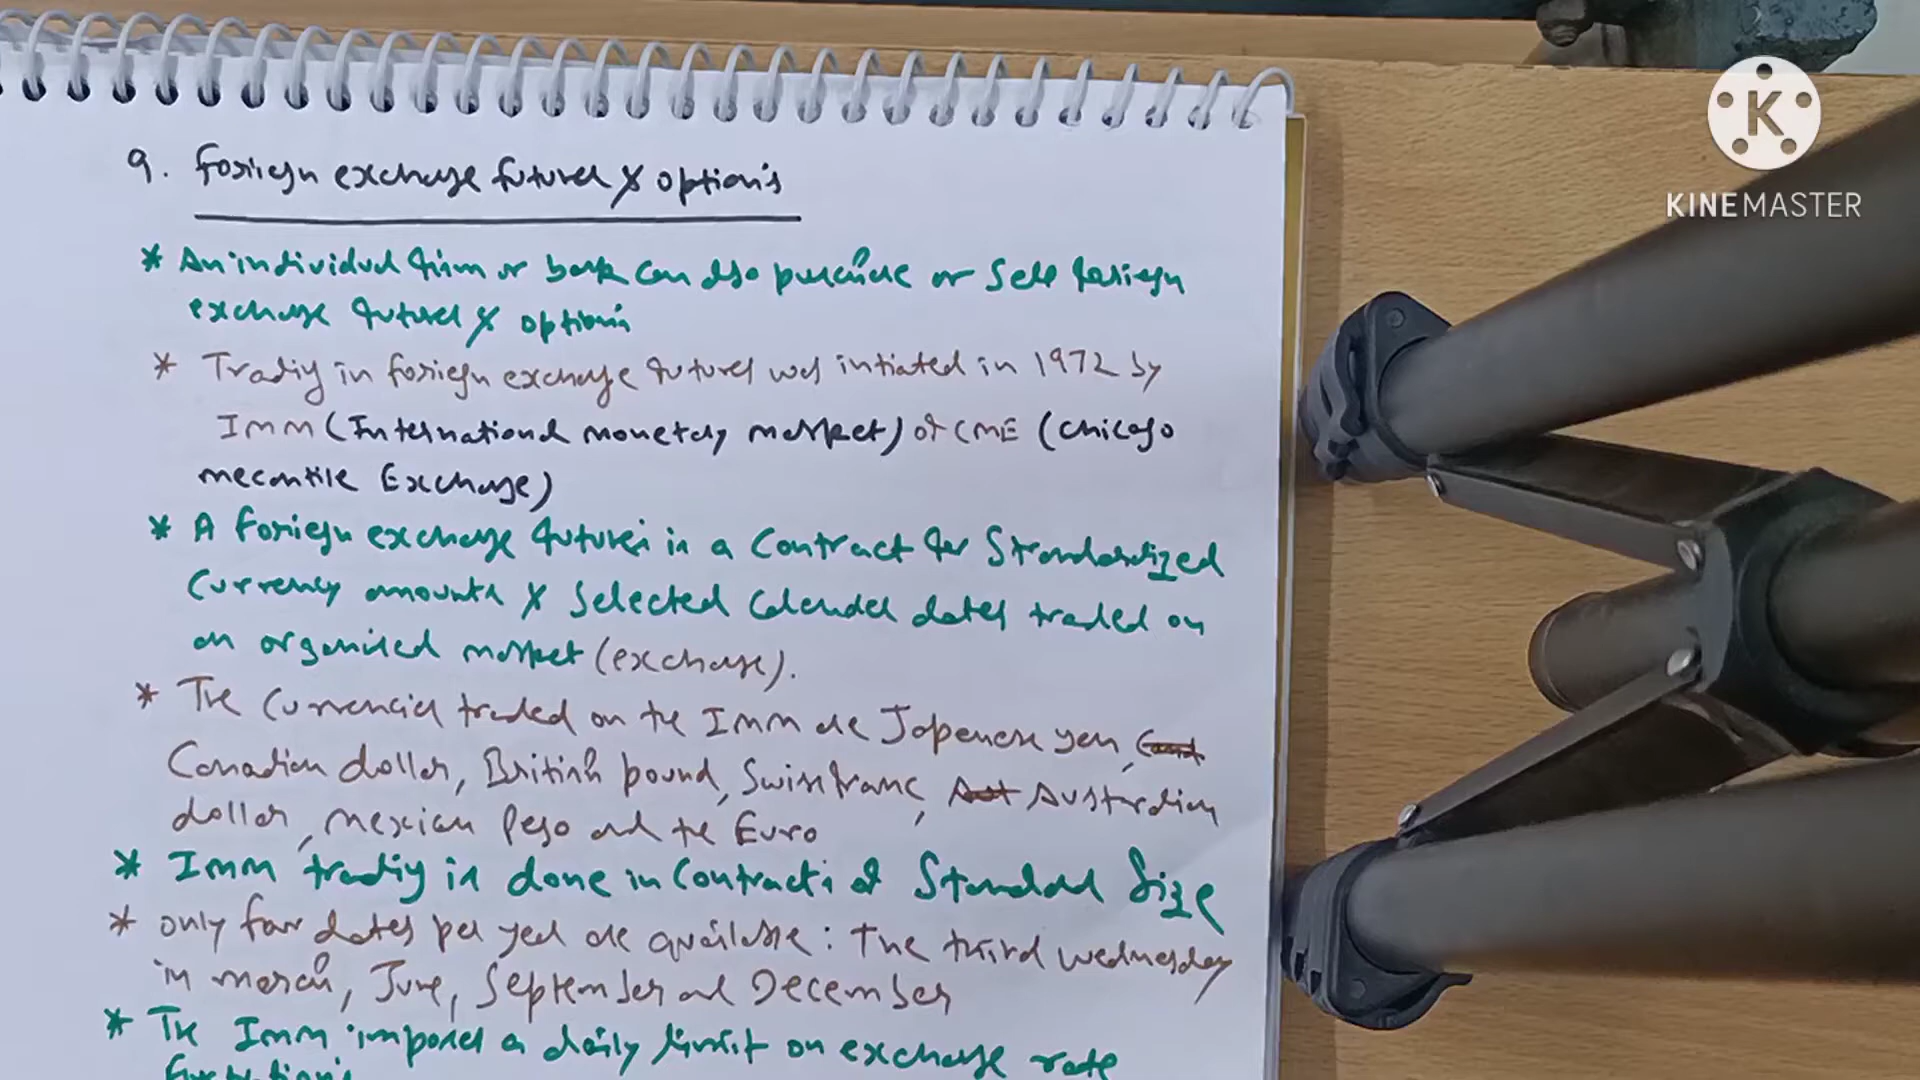 9. Foriegn exchange futures & options
* An individual firm or bank can also purchase or sell foriegn
exchange futures & options
* Trading in foriegn exchange futures was intiated in 1972 by
IMM (International monetary market) of CME (chicago
mecantile Exchange)
* A foriegn exchange futures is a contract for Standardized
Currency amounts & Selected Calender dates traded on
an organised market (exchange).
* The Currencies traded on the IMM are Japenese yen,
Canadian dollar, British pound, Swiss franc, Australian
dollar, mexican Peso and the Euro
* IMM trading is done in Contracts of Standard Size
* only four dates per year are available : The third wednesday
in march, June, September and December
* The IMM imposes a daily limit on exchange rate
K
KINEMASTER